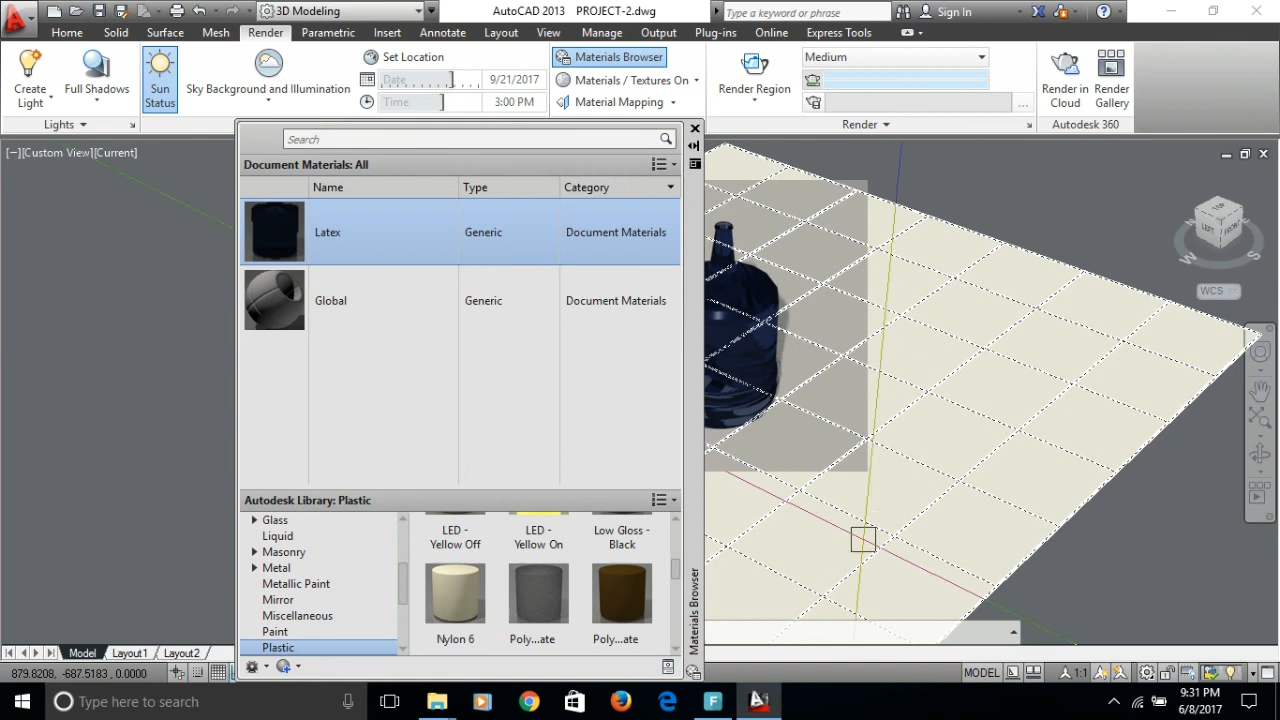 3D Modeling
AutoCAD 2013 PROJECT-2.dwg
Type a keyword or phrase
Sign In
Home Solid Surface Mesh Render Parametric Insert Annotate Layout View Manage Output Plug-ins Online Express Tools
Create Light
Full Shadows
Sun Status
Sky Background and Illumination
Set Location
Date 9/21/2017
Time 3:00 PM
Materials Browser
Materials / Textures On
Material Mapping
Render Region
Medium
...
Render in Cloud
Render Gallery
Lights
Render
Autodesk 360
[−][Custom View][Current]
Search
Document Materials: All
Name Type Category
Latex Generic Document Materials
Global Generic Document Materials
Autodesk Library: Plastic
Glass
Liquid
Masonry
Metal
Metallic Paint
Mirror
Miscellaneous
Paint
Plastic
LED - Yellow Off
LED - Yellow On
Low Gloss - Black
Nylon 6
Poly...ate
Poly...ate
Materials Browser
TOP
LEFT
FRONT
W
S
WCS
Model Layout1 Layout2
879.8208, -687.5183, 0.0000
MODEL
1:1
Type here to search
9:31 PM
6/8/2017